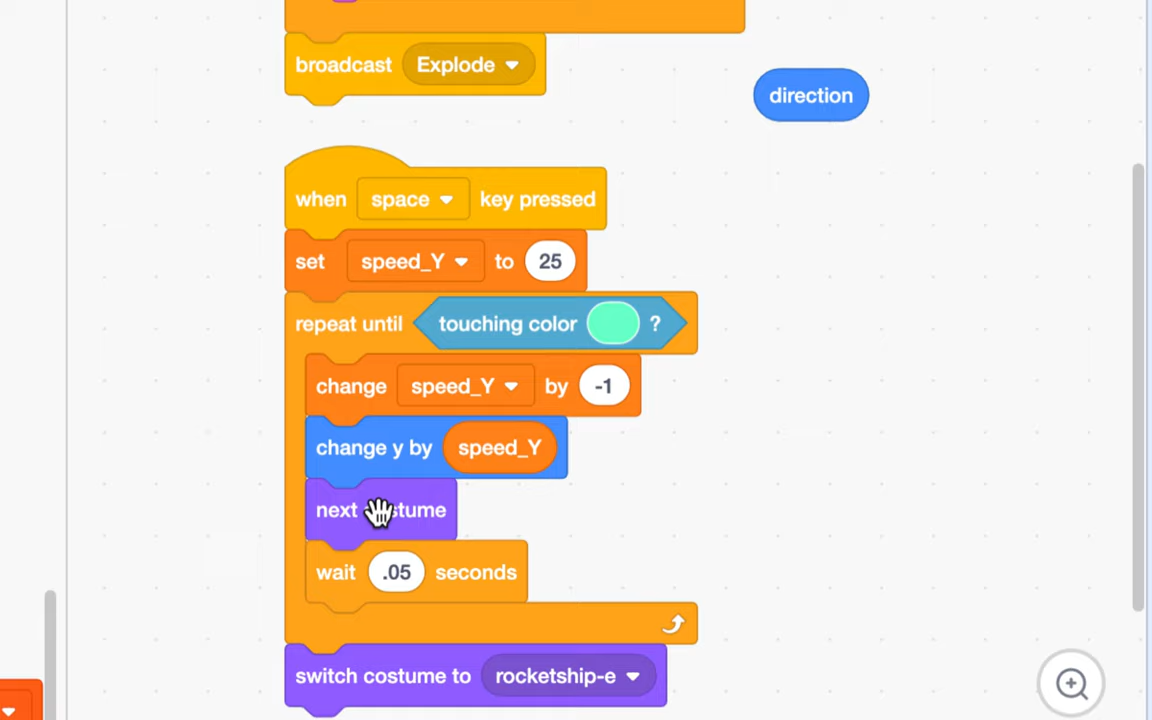 broadcast Explode
direction
when space key pressed
set speed_Y to 25
repeat until touching color ?
change speed_Y by -1
change y by speed_Y
next stume
wait .05 seconds
switch costume to rocketship-e